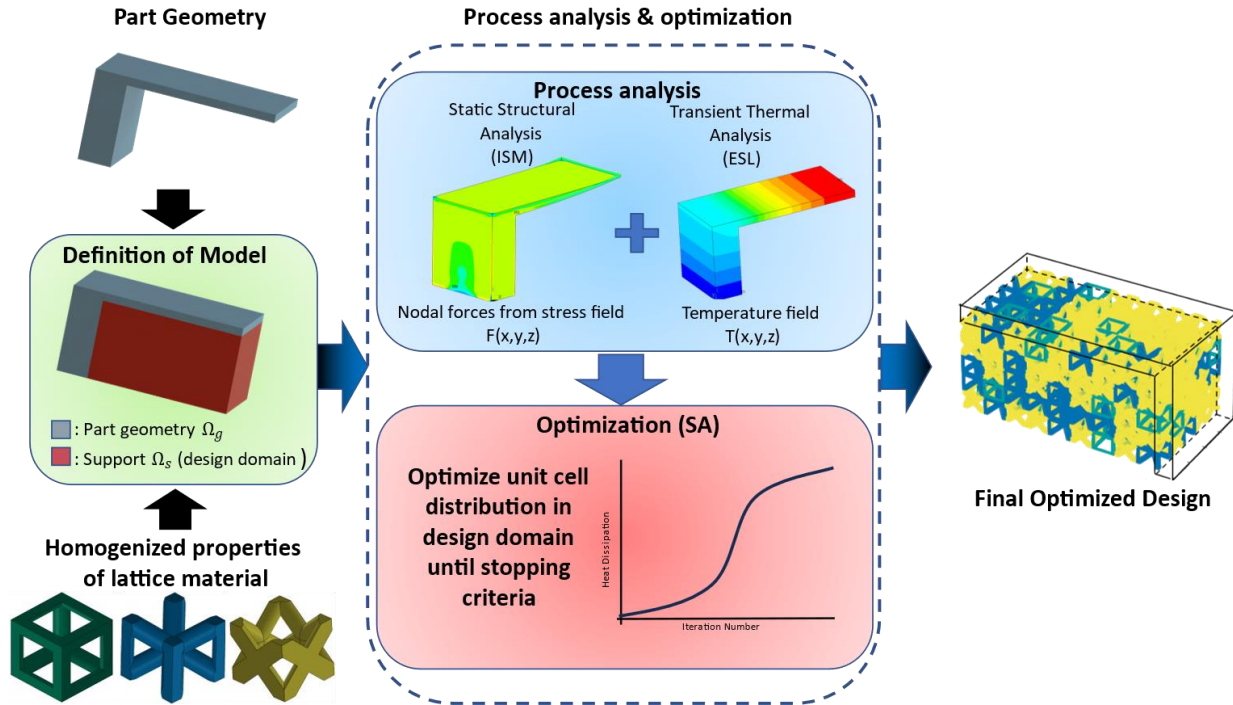 Part Geometry
Process analysis & optimization
Process analysis
Static Structural
Analysis
(ISM)
Transient Thermal
Analysis
(ESL)
Nodal forces from stress field
F(x,y,z)
Temperature field
T(x,y,z)
Definition of Model
: Part geometry Ω_g
: Support Ω_s (design domain )
Homogenized properties
of lattice material
Optimization (SA)
Optimize unit cell
distribution in
design domain
until stopping
criteria
Heat Dissipation
Iteration Number
Final Optimized Design